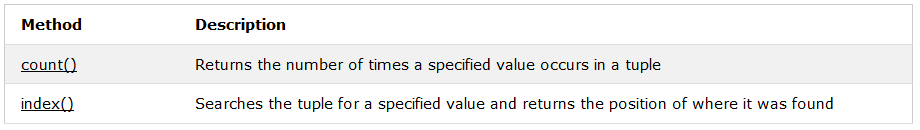 Method Description
count() Returns the number of times a specified value occurs in a tuple
index() Searches the tuple for a specified value and returns the position of where it was found